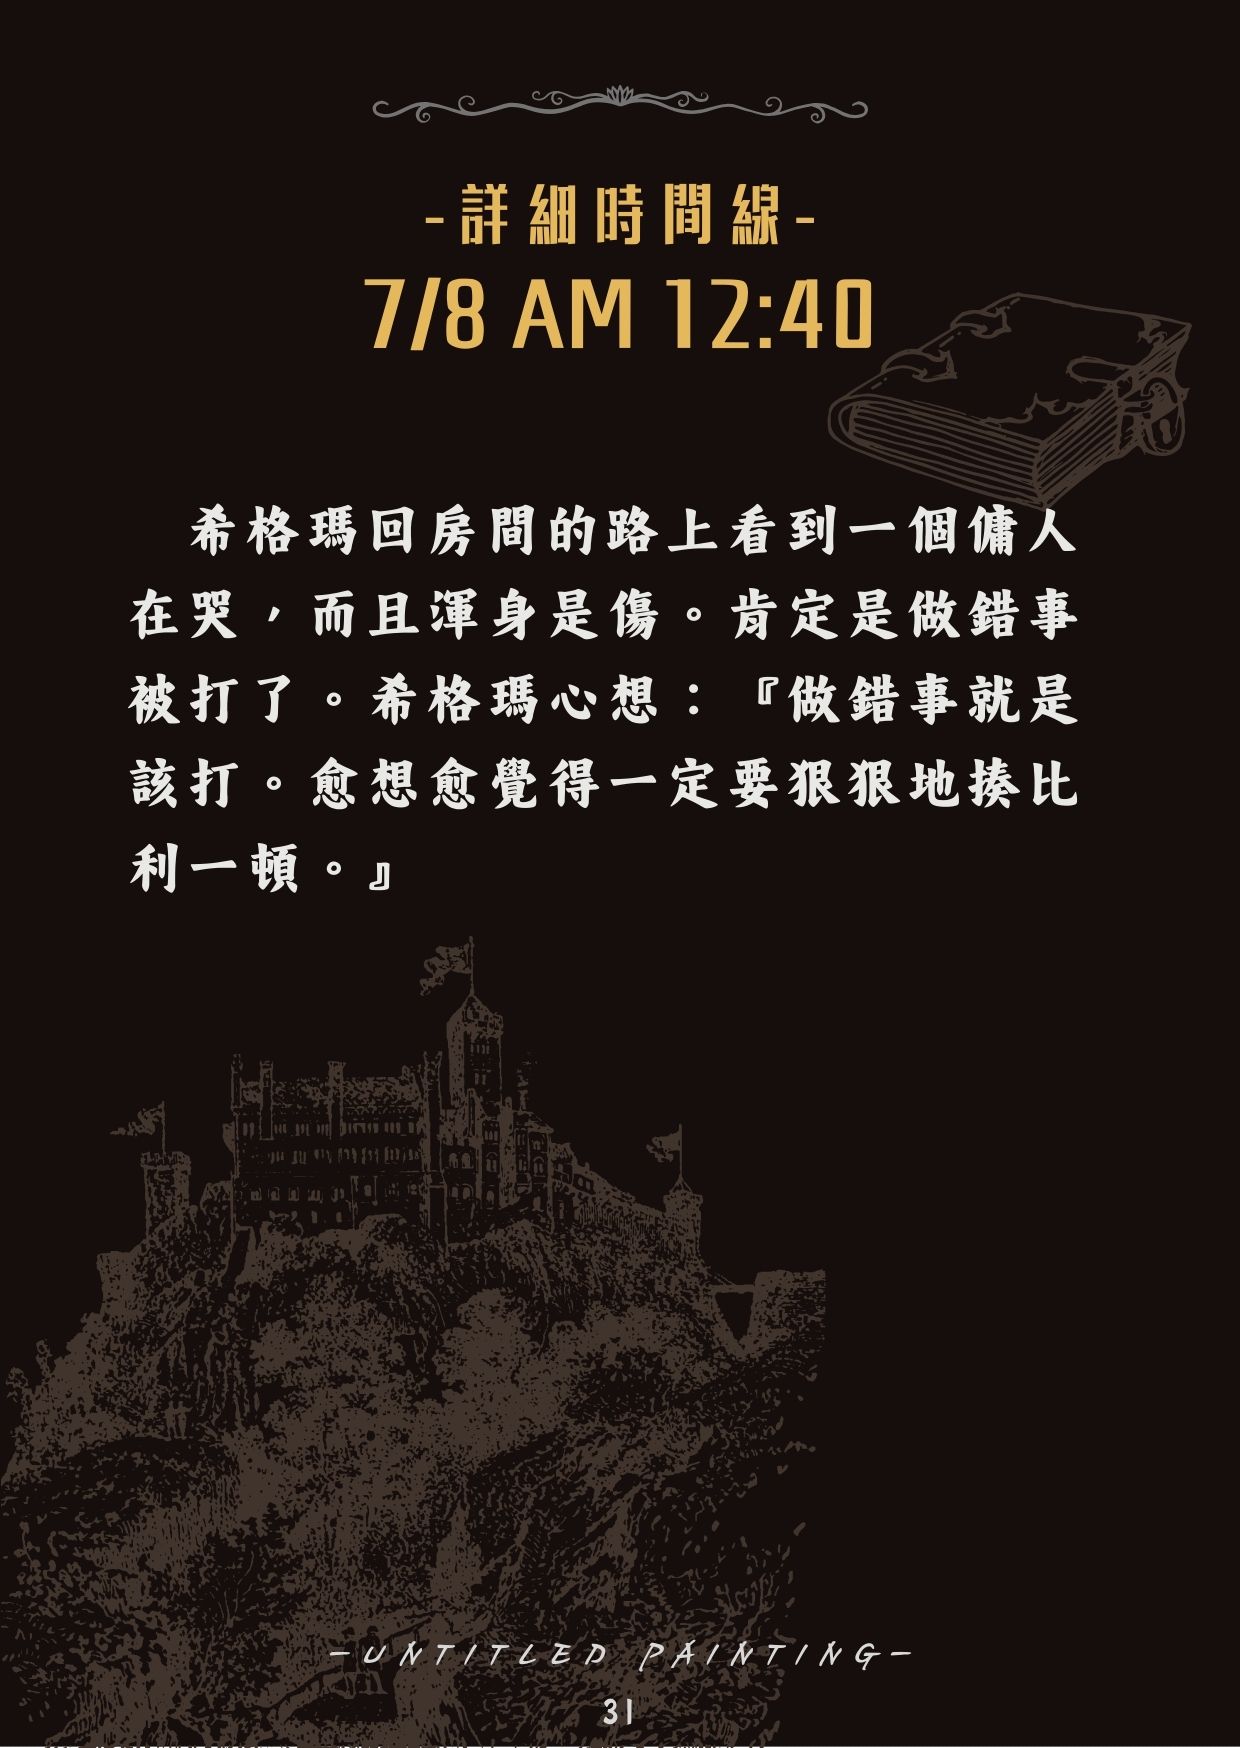 -詳細時間線-
7/8 AM 12:40
希格瑪回房間的路上看到一個傭人
在哭，而且渾身是傷。肯定是做錯事
被打了。希格瑪心想：『做錯事就是
該打。愈想愈覺得一定要狠狠地揍比
利一頓。』
-UNTITLED PAINTING-
31